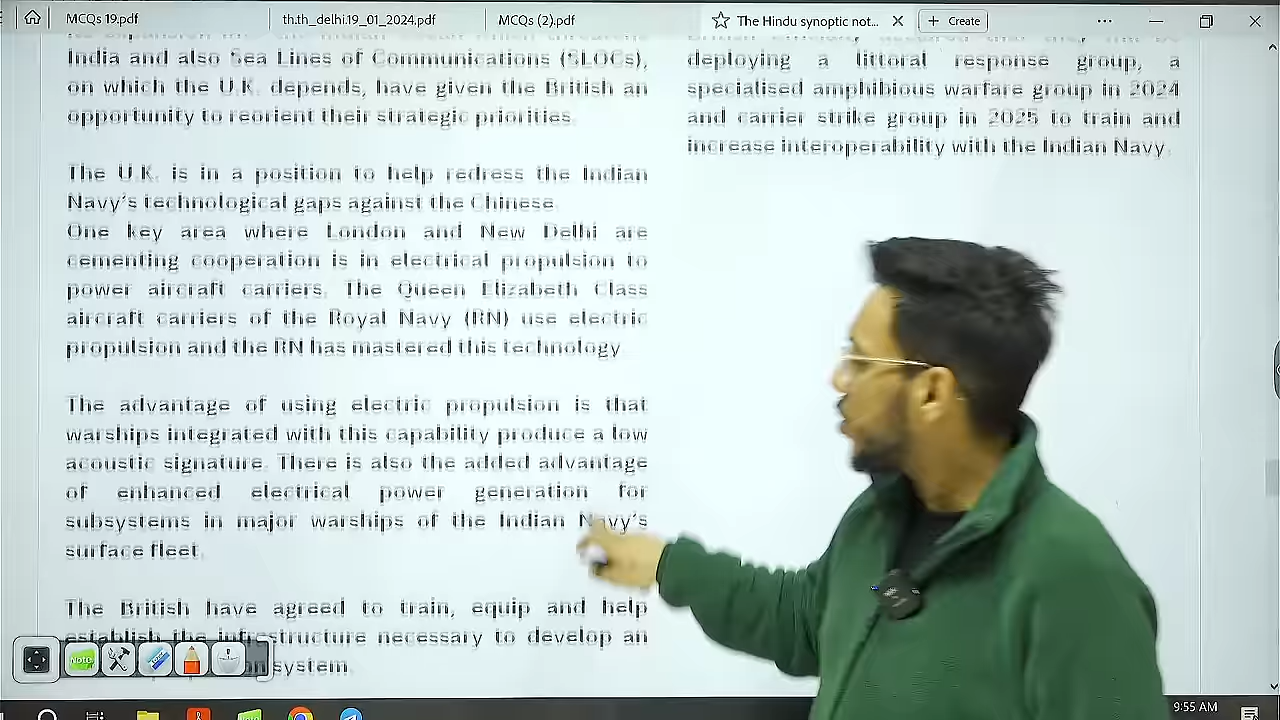 MCQs 19.pdf
th.th_delhi.19_01_2024.pdf
MCQs (2).pdf
The Hindu synoptic not...
+ Create
India and also Sea Lines of Communications (SLOCs),
on which the U.K. depends, have given the British an
opportunity to reorient their strategic priorities.
The U.K. is in a position to help redress the Indian
Navy's technological gaps against the Chinese
One key area where London and New Delhi are
cementing cooperation is in electrical propulsion to
power aircraft carriers. The Queen Elizabeth Class
aircraft carriers of the Royal Navy (RN) use electric
propulsion and the RN has mastered this technology
The advantage of using electric propulsion is that
warships integrated with this capability produce a low
acoustic signature. There is also the added advantage
of enhanced electrical power generation for
subsystems in major warships of the Indian Navy's
surface fleet.
The British have agreed to train, equip and help
establish the infrastructure necessary to develop an
system.
deploying a littoral response group, a
specialised amphibious warfare group in 2024
and carrier strike group in 2025 to train and
increase interoperability with the Indian Navy.
NOTE
9:55 AM